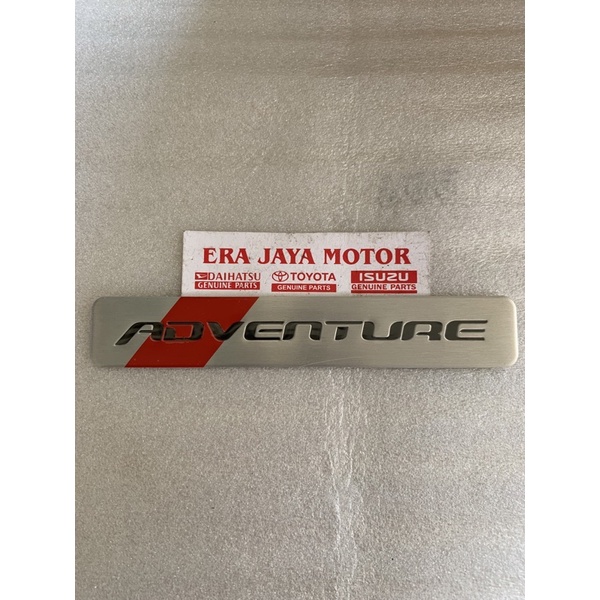 ERA JAYA MOTOR
DAIHATSU TOYOTA ISUZU
GENUINE PARTS GENUINE PARTS GENUINE PARTS
ADVENTURE